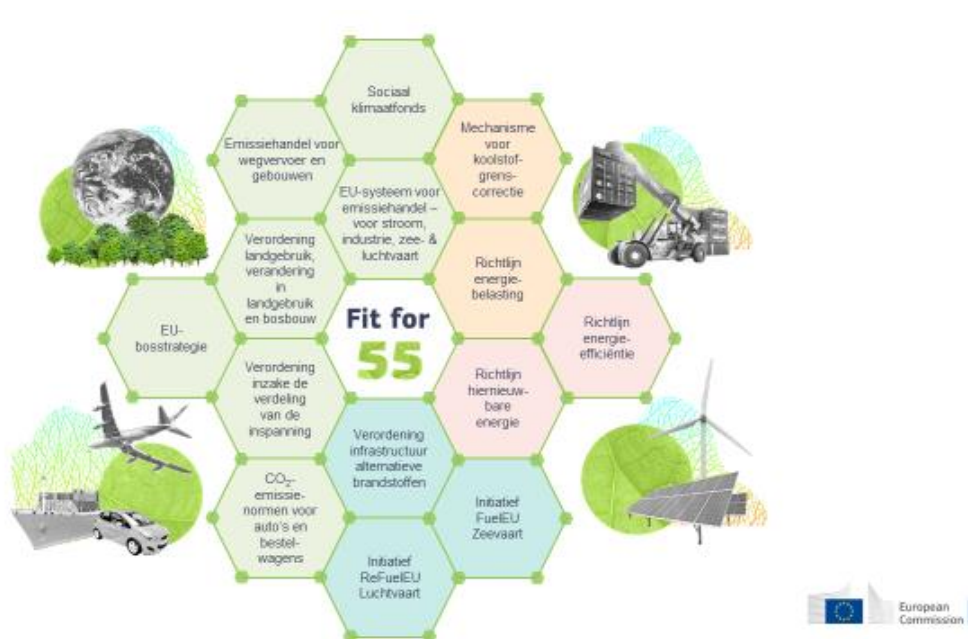 Sociaal
klimaatfonds
Emissiehandel voor
wegvervoer en
gebouwen
Mechanisme
voor
koolstof-
grens-
correctie
EU-systeem voor
emissiehandel –
voor stroom,
industrie, zee- &
luchtvaart
Verordening
landgebruik,
verandering
in
landgebruik
en bosbouw
Richtlijn
energie-
belasting
EU-
bosstrategie
Fit for
55
Richtlijn
energie-
efficiëntie
Verordening
inzake de
verdeling
van de
inspanning
Richtlijn
hiernieuw-
bare
energie
Verordening
infrastructuur
alternatieve
brandstoffen
CO₂-
emissie-
normen voor
auto's en
bestel-
wagens
Initiatief
FuelEU
Zeevaart
Initiatief
ReFuelEU
Luchtvaart
European
Commission